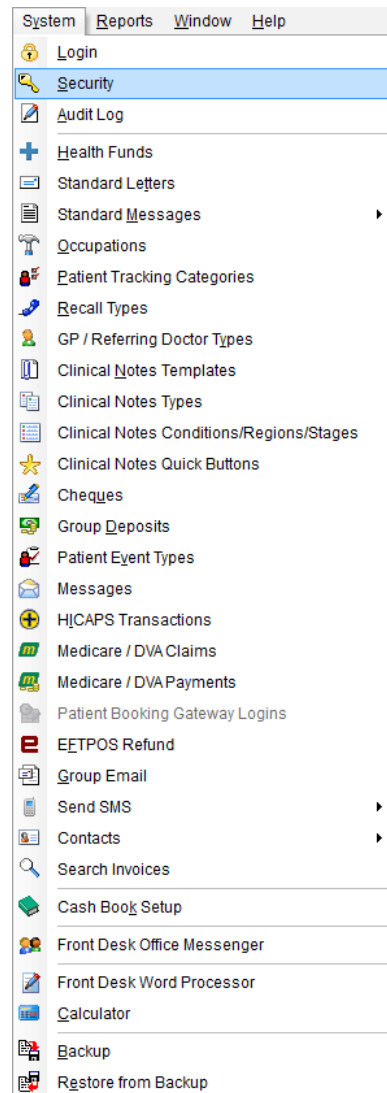 System Reports Window Help
Login
Security
Audit Log
Health Funds
Standard Letters
Standard Messages
Occupations
Patient Tracking Categories
Recall Types
GP / Referring Doctor Types
Clinical Notes Templates
Clinical Notes Types
Clinical Notes Conditions/Regions/Stages
Clinical Notes Quick Buttons
Cheques
Group Deposits
Patient Event Types
Messages
HICAPS Transactions
Medicare / DVA Claims
Medicare / DVA Payments
Patient Booking Gateway Logins
EFTPOS Refund
Group Email
Send SMS
Contacts
Search Invoices
Cash Book Setup
Front Desk Office Messenger
Front Desk Word Processor
Calculator
Backup
Restore from Backup